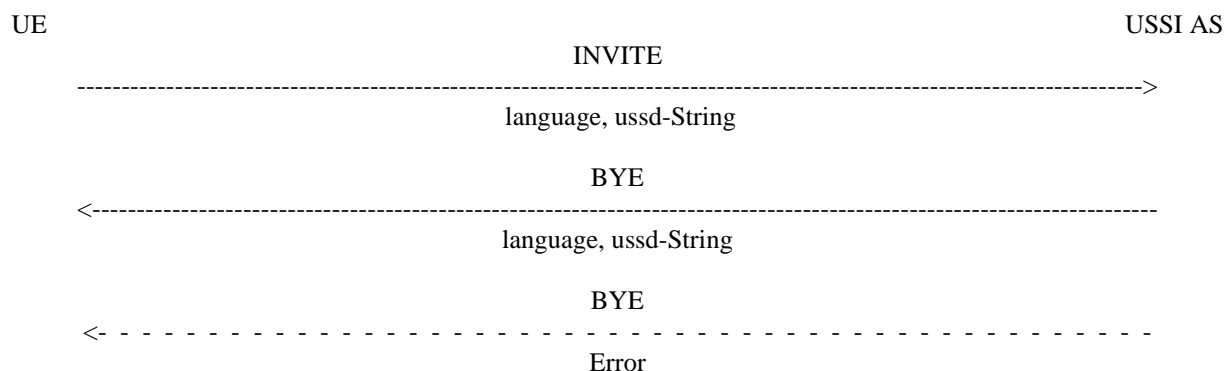 UE USSI AS
INVITE
language, ussd-String
BYE
language, ussd-String
BYE
Error